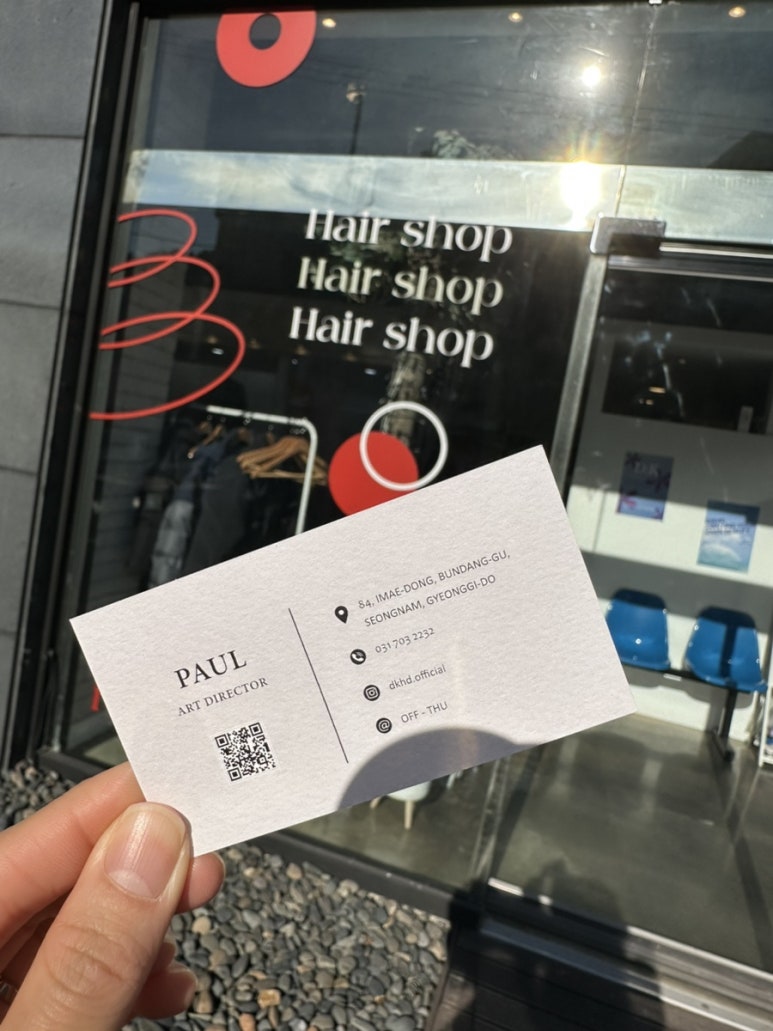 Hair shop
Hair shop
Hair shop
PAUL
ART DIRECTOR
84, IMAE-DONG, BUNDANG-GU,
SEONGNAM, GYEONGGI-DO
031 703 2232
dkhd.official
OFF - THU